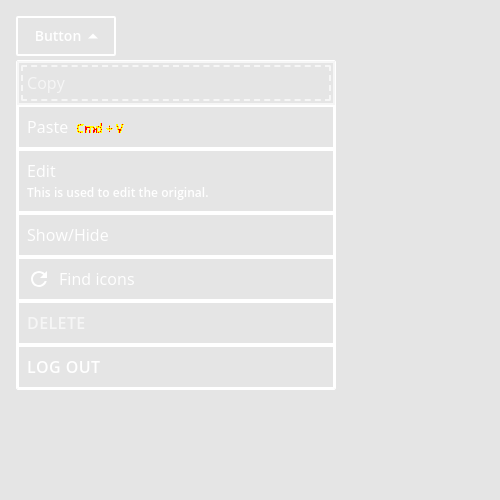 Button
Copy
Paste Cmd + V
Edit
This is used to edit the original.
Show/Hide
Find icons
DELETE
LOG OUT